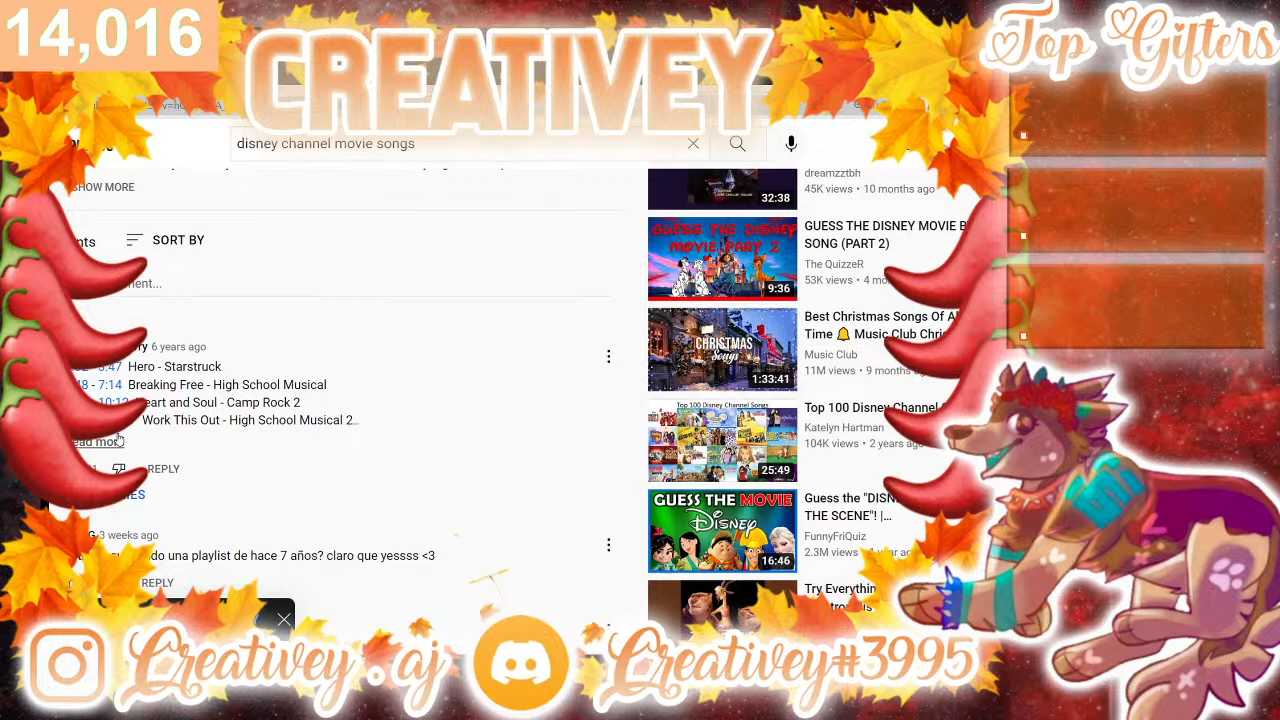 14,016
CREATIVEY
Top Gifters
disney channel movie songs
SHOW MORE
SORT BY
6 years ago
Hero - Starstruck
7:14 Breaking Free - High School Musical
Heart and Soul - Camp Rock 2
Work This Out - High School Musical 2...
REPLY
3 weeks ago
una playlist de hace 7 años? claro que yessss <3
REPLY
dreamzztbh
45K views • 10 months ago
32:38
GUESS THE DISNEY
MOVIE PART 2
9:36
GUESS THE DISNEY MOVIE B
SONG (PART 2)
The QuizzeR
53K views • 4 mo
CHRISTMAS
Songs
1:33:41
Best Christmas Songs Of Al
Time 🔔 Music Club Chri
Music Club
11M views • 9 months
Top 100 Disney Channel Songs
25:49
Top 100 Disney Channel S
Katelyn Hartman
104K views • 2 years ago
GUESS THE MOVIE
Disney
16:46
Guess the "DISN
THE SCENE"! |...
FunnyFriQuiz
2.3M views
Try Everythin
Creativey.aj
Creativey#3995